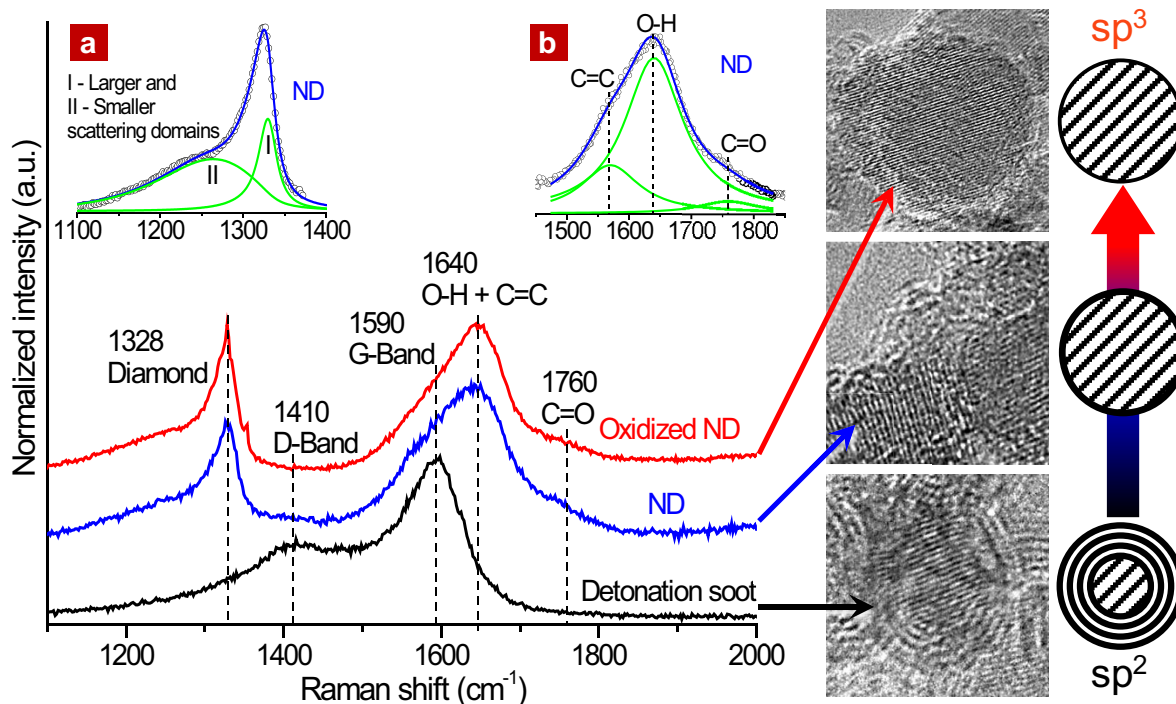 Normalized intensity (a.u.)
a
I - Larger and
II - Smaller
scattering domains
ND
I
II
1100 1200 1300 1400
b
O-H
C=C
ND
C=O
1500 1600 1700 1800
1328
Diamond
1410
D-Band
1590
G-Band
1640
O-H + C=C
1760
C=O
Oxidized ND
ND
Detonation soot
1200 1400 1600 1800 2000
Raman shift (cm⁻¹)
sp³
sp²